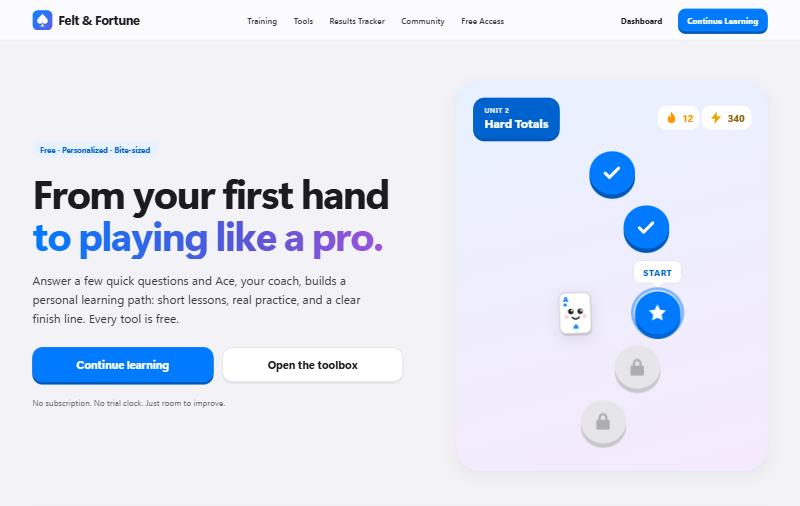 Felt & Fortune
Training
Tools
Results Tracker
Community
Free Access
Dashboard
Continue Learning
Free · Personalized · Bite-sized
From your first hand
to playing like a pro.
Answer a few quick questions and Ace, your coach, builds a
personal learning path: short lessons, real practice, and a clear
finish line. Every tool is free.
Continue learning
Open the toolbox
No subscription. No trial clock. Just room to improve.
UNIT 2
Hard Totals
12
340
START
A